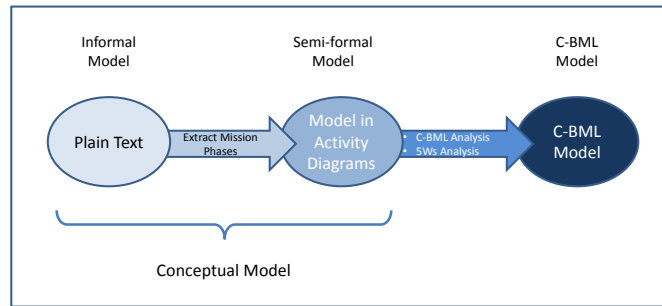 Informal
Model
Semi-formal
Model
C-BML
Model
Plain Text
Extract Mission
Phases
Model in
Activity
Diagrams
• C-BML Analysis
• 5Ws Analysis
C-BML
Model
Conceptual Model